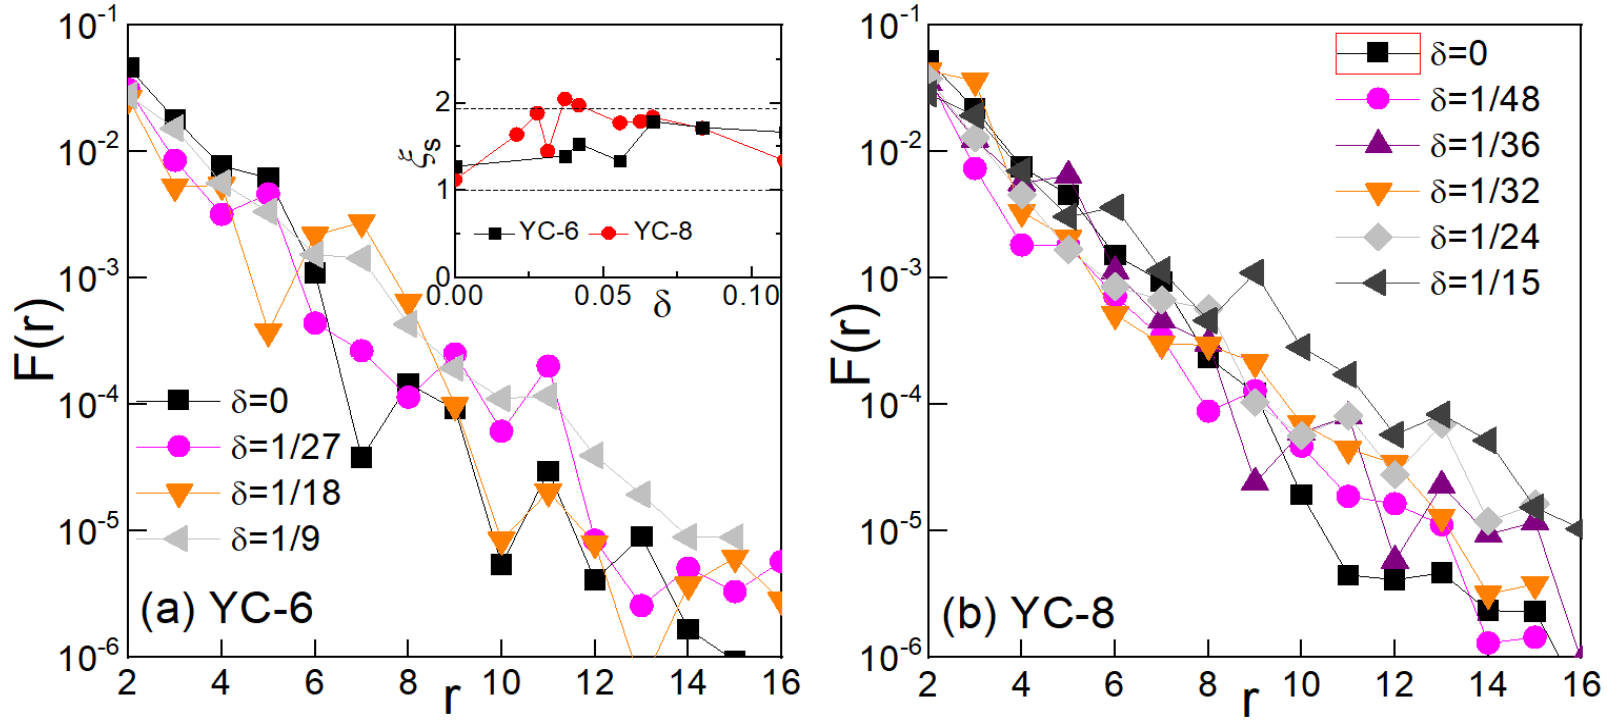 10⁻¹
10⁻²
10⁻³
10⁻⁴
10⁻⁵
10⁻⁶
F(r)
2 4 6 8 10 12 14 16
r
δ=0
δ=1/27
δ=1/18
δ=1/9
(a) YC-6
2
1
0
ξs
0.00 0.05 0.10
δ
YC-6 YC-8
10⁻¹
10⁻²
10⁻³
10⁻⁴
10⁻⁵
10⁻⁶
F(r)
2 4 6 8 10 12 14 16
r
δ=0
δ=1/48
δ=1/36
δ=1/32
δ=1/24
δ=1/15
(b) YC-8